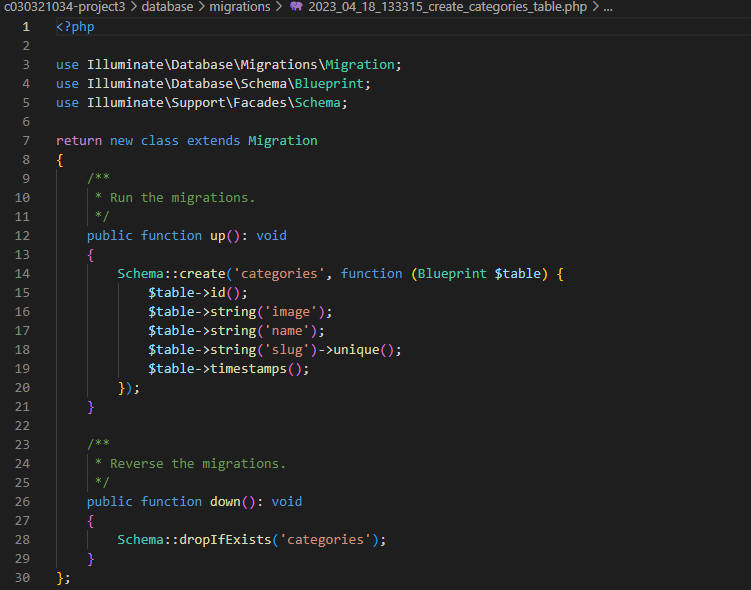 c030321034-project3 > database > migrations > 2023_04_18_133315_create_categories_table.php > ...
1 <?php
2
3 use Illuminate\Database\Migrations\Migration;
4 use Illuminate\Database\Schema\Blueprint;
5 use Illuminate\Support\Facades\Schema;
6
7 return new class extends Migration
8 {
9     /**
10      * Run the migrations.
11      */
12     public function up(): void
13     {
14         Schema::create('categories', function (Blueprint $table) {
15             $table->id();
16             $table->string('image');
17             $table->string('name');
18             $table->string('slug')->unique();
19             $table->timestamps();
20         });
21     }
22
23     /**
24      * Reverse the migrations.
25      */
26     public function down(): void
27     {
28         Schema::dropIfExists('categories');
29     }
30 };